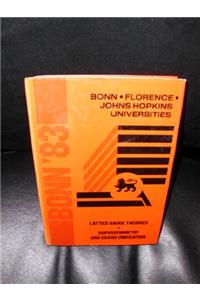 BONN • FLORENCE •
JOHNS HOPKINS
UNIVERSITIES
LATTICE GAUGE THEORIES
•
SUPERSYMMETRY
AND GRAND UNIFICATION
BONN '83